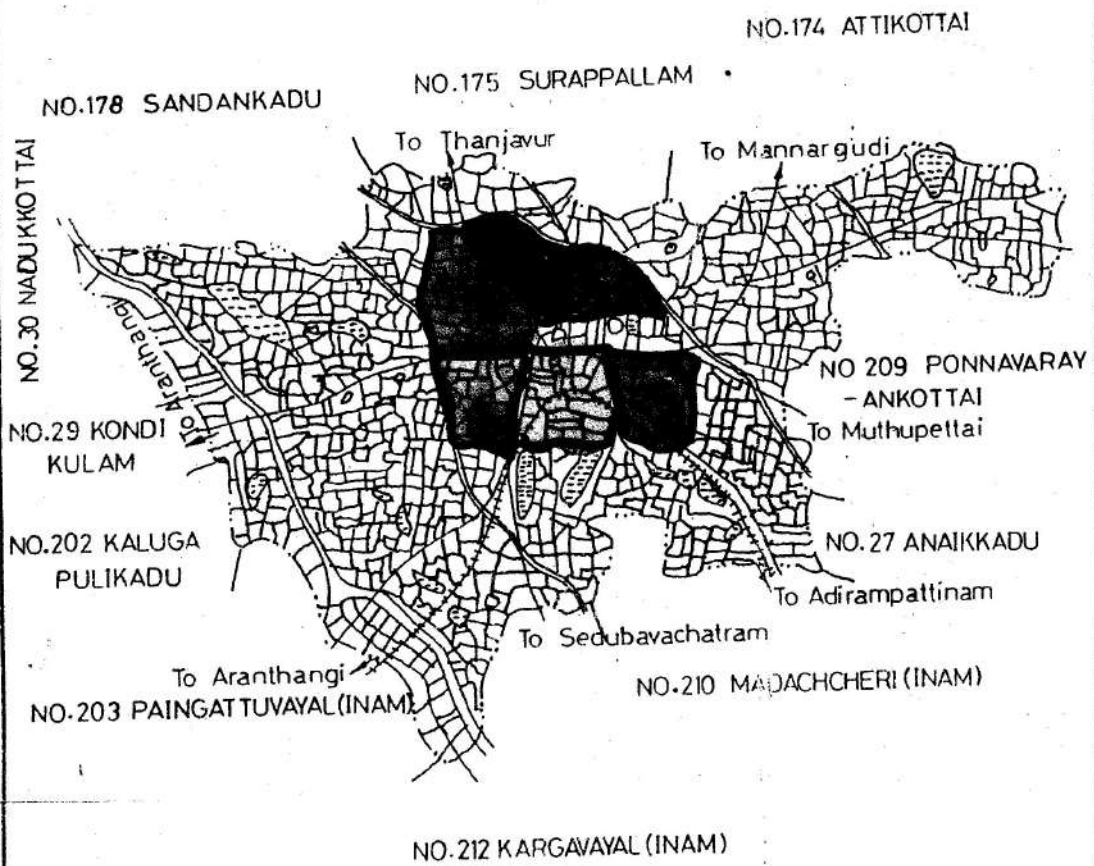 NO.174 ATTIKOTTAI
NO.175 SURAPPALLAM
NO.178 SANDANKADU
NO.30 NADUKKOTTAI
To Thanjavur
To Mannargudi
To Aranthangi
NO 209 PONNAVARAY
-ANKOTTAI
NO.29 KONDI
KULAM
To Muthupettai
NO.202 KALUGA
PULIKADU
NO.27 ANAIKKADU
To Adirampattinam
To Sedubavachatram
To Aranthangi
NO.203 PAINGATTUVAYAL(INAM)
NO.210 MADACHCHERI(INAM)
NO.212 KARGAVAYAL(INAM)